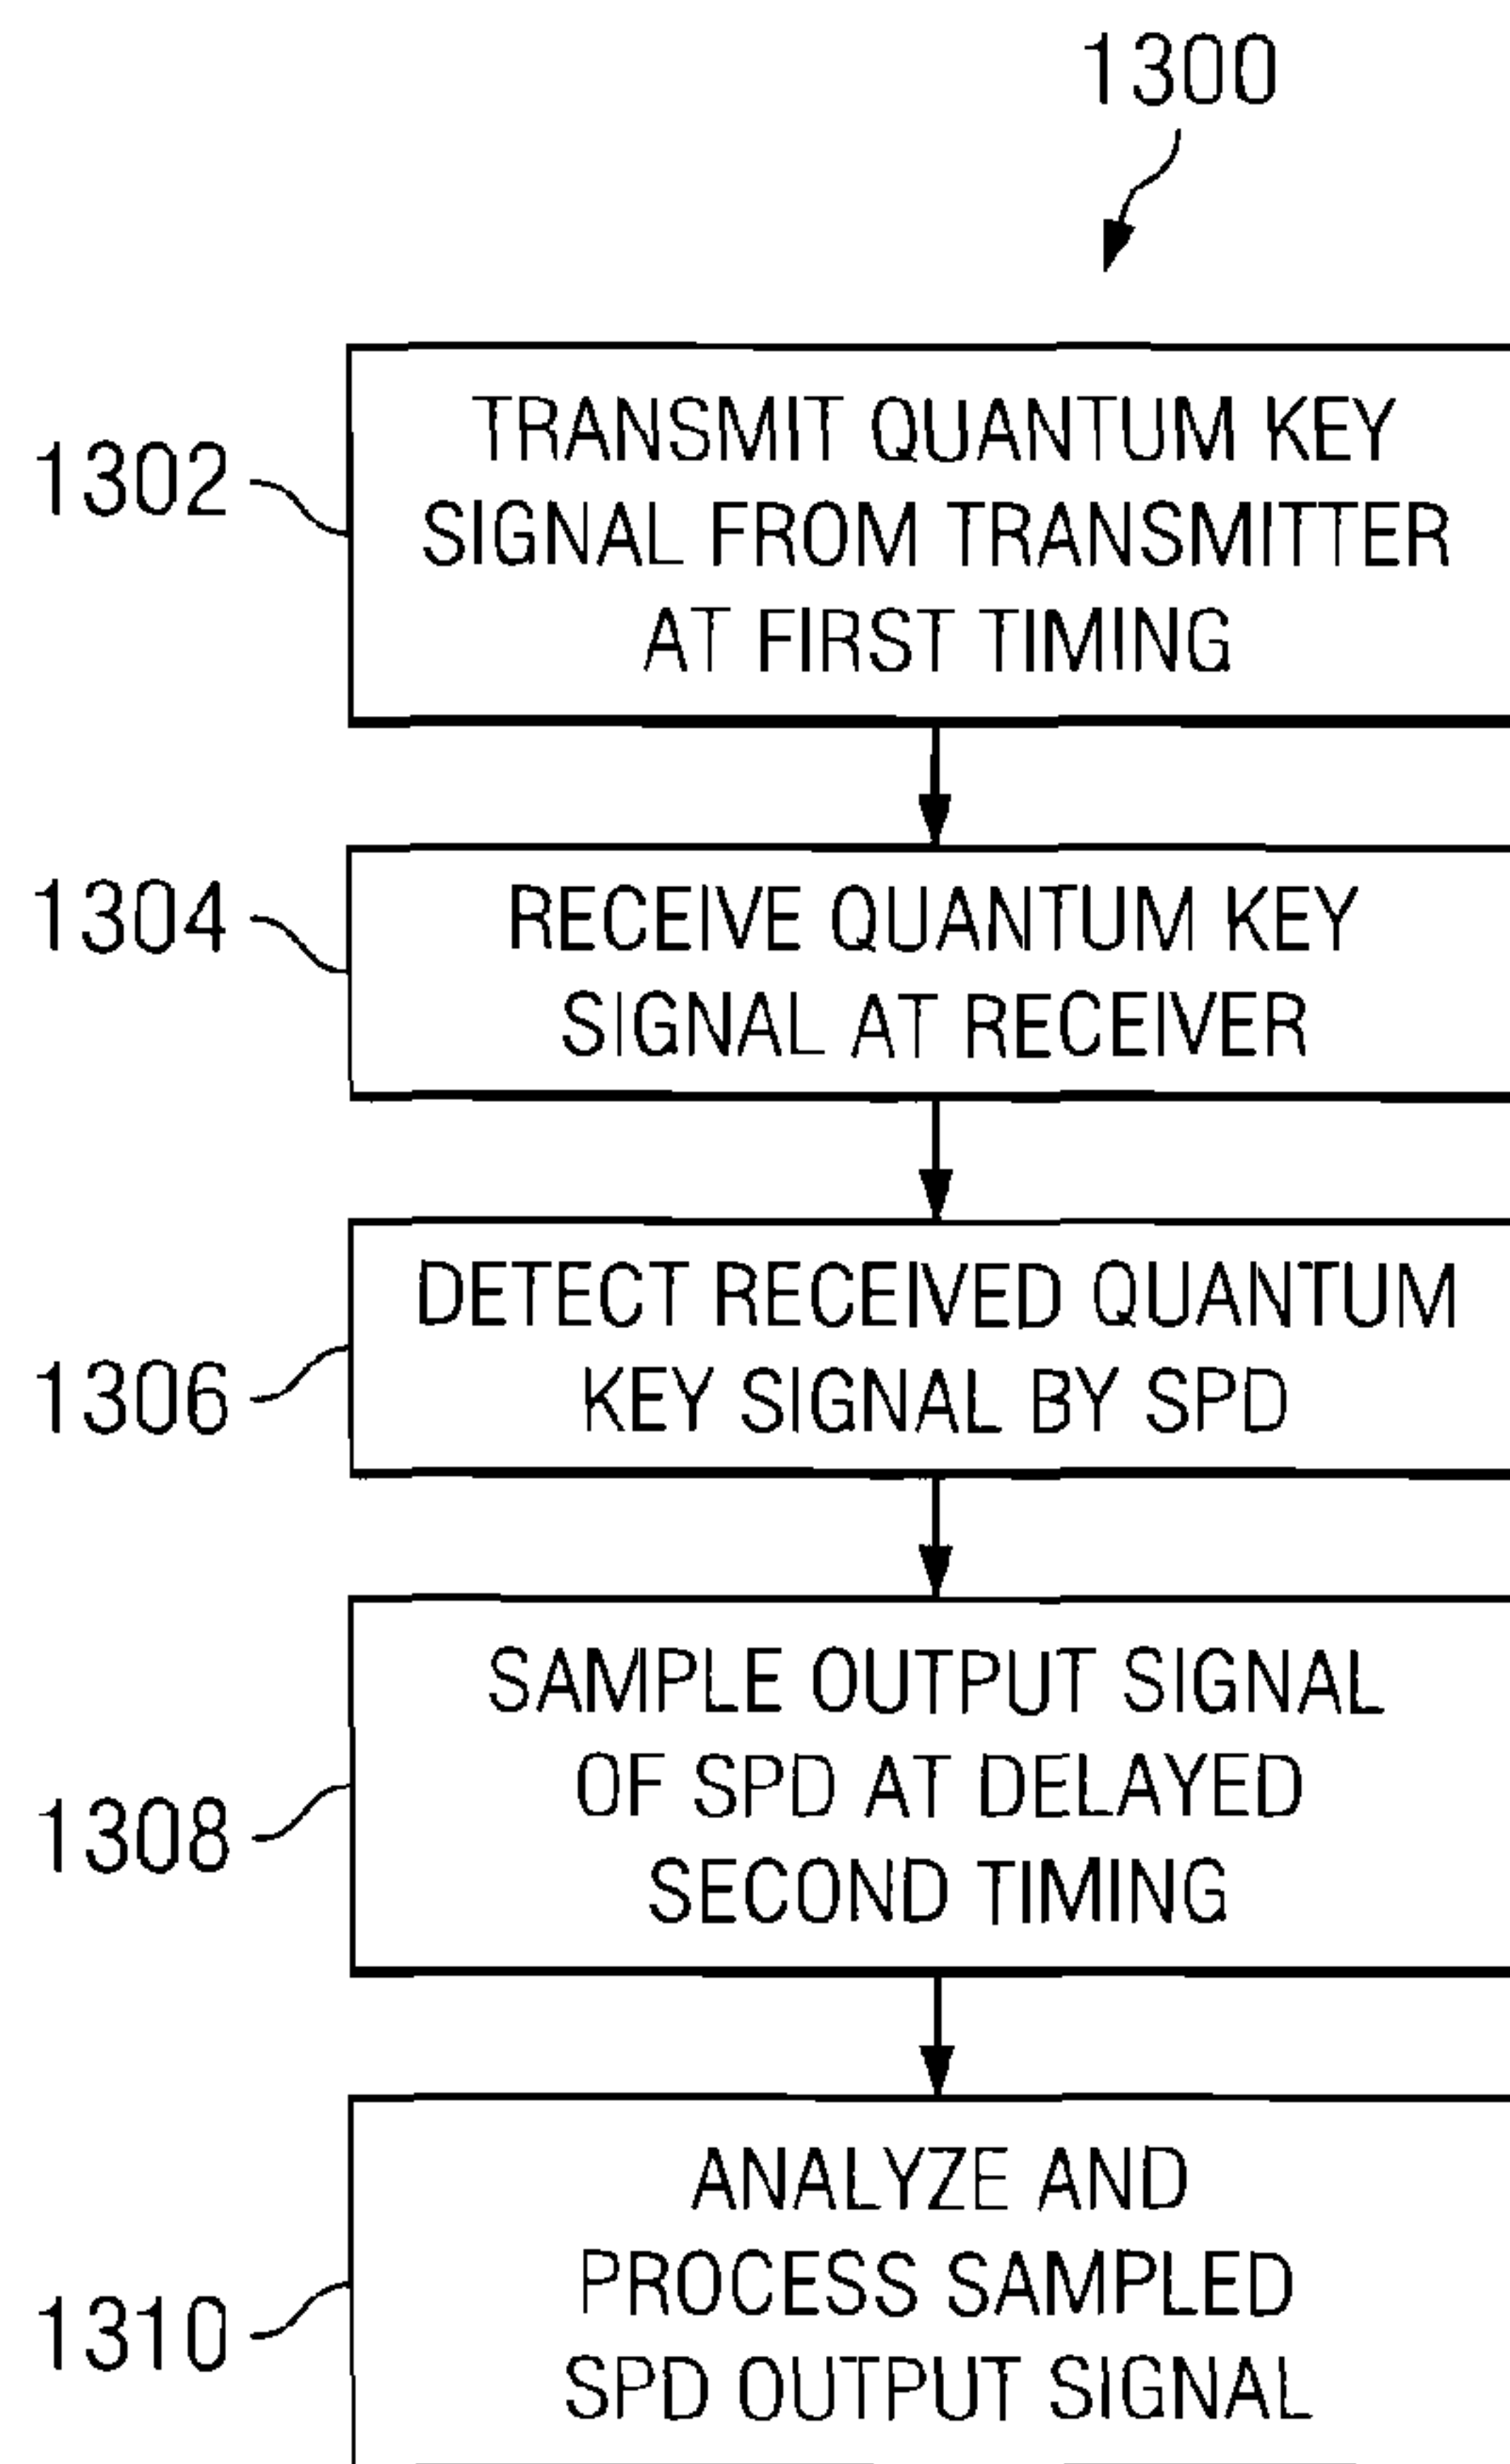 1300
1302
TRANSMIT QUANTUM KEY
SIGNAL FROM TRANSMITTER
AT FIRST TIMING
1304
RECEIVE QUANTUM KEY
SIGNAL AT RECEIVER
1306
DETECT RECEIVED QUANTUM
KEY SIGNAL BY SPD
1308
SAMPLE OUTPUT SIGNAL
OF SPD AT DELAYED
SECOND TIMING
1310
ANALYZE AND
PROCESS SAMPLED
SPD OUTPUT SIGNAL